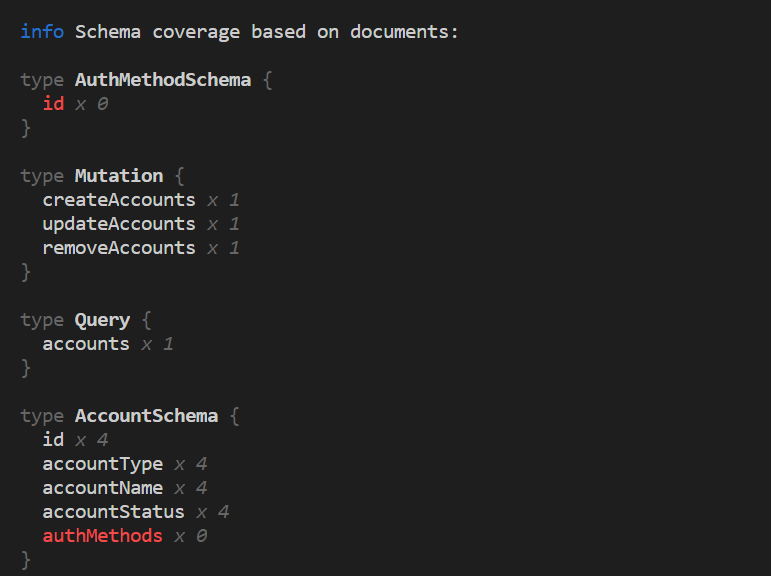 info Schema coverage based on documents:
type AuthMethodSchema {
  id x 0
}
type Mutation {
  createAccounts x 1
  updateAccounts x 1
  removeAccounts x 1
}
type Query {
  accounts x 1
}
type AccountSchema {
  id x 4
  accountType x 4
  accountName x 4
  accountStatus x 4
  authMethods x 0
}